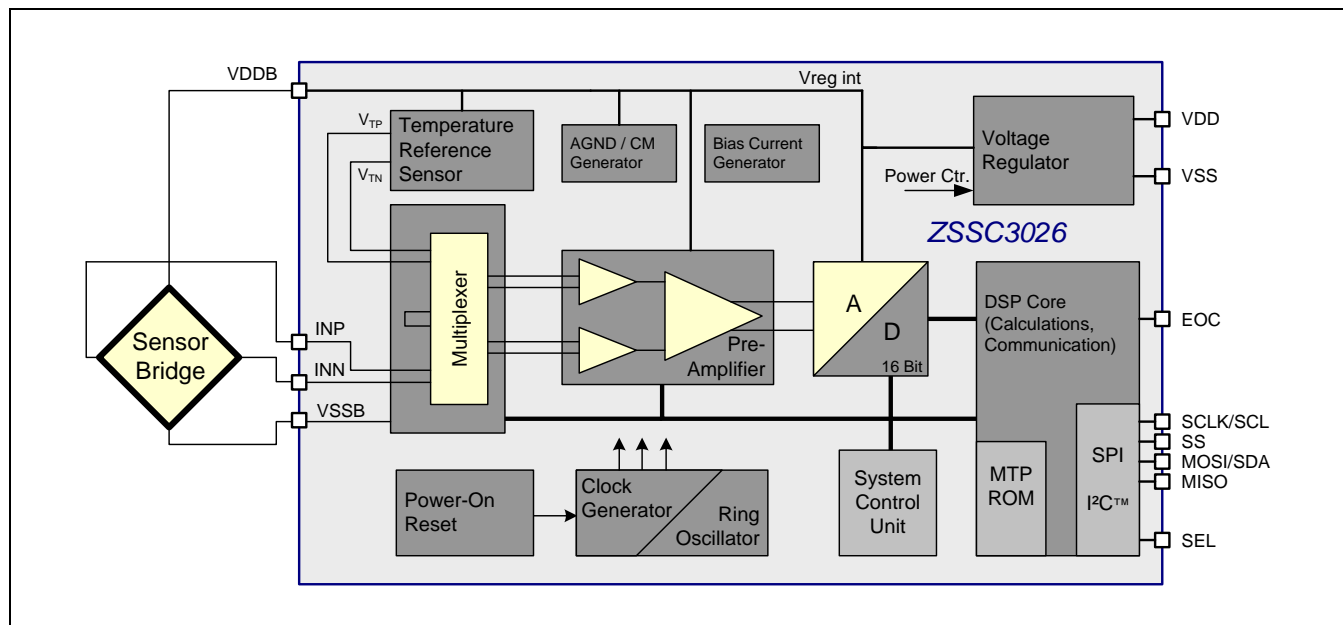 VDDB
Vreg int
VTP
Temperature
Reference
Sensor
VTN
AGND / CM
Generator
Bias Current
Generator
Voltage
Regulator
Power Ctr.
VDD
VSS
ZSSC3026
Multiplexer
Pre-
Amplifier
A
D
16 Bit
DSP Core
(Calculations,
Communication)
EOC
Sensor
Bridge
INP
INN
VSSB
Power-On
Reset
Clock
Generator
Ring
Oscillator
System
Control
Unit
MTP
ROM
SPI
I²C™
SCLK/SCL
SS
MOSI/SDA
MISO
SEL